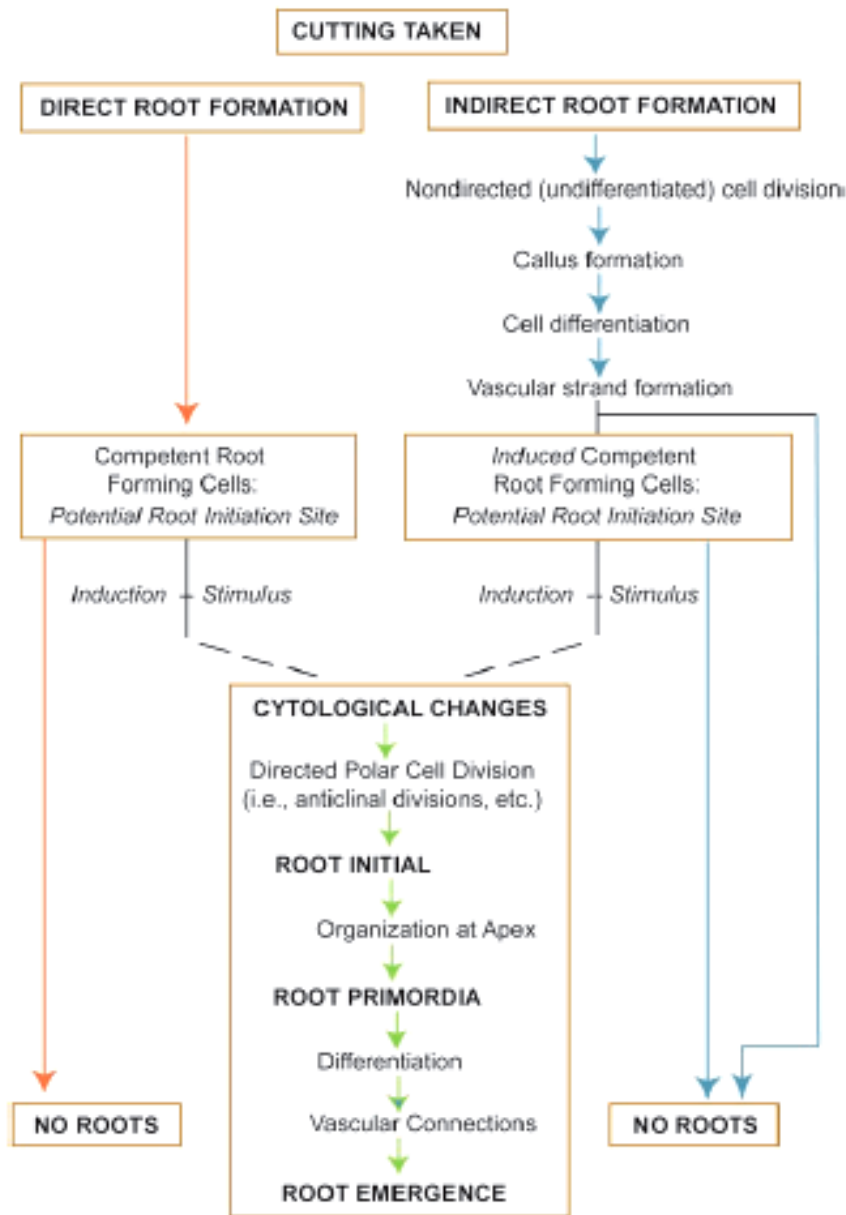 CUTTING TAKEN
DIRECT ROOT FORMATION
INDIRECT ROOT FORMATION
Nondirected (undifferentiated) cell division
Callus formation
Cell differentiation
Vascular strand formation
Competent Root
Forming Cells:
Potential Root Initiation Site
Induced Competent
Root Forming Cells:
Potential Root Initiation Site
Induction Stimulus
Induction Stimulus
CYTOLOGICAL CHANGES
Directed Polar Cell Division
(i.e., anticlinal divisions, etc.)
ROOT INITIAL
Organization at Apex
ROOT PRIMORDIA
Differentiation
Vascular Connections
ROOT EMERGENCE
NO ROOTS
NO ROOTS